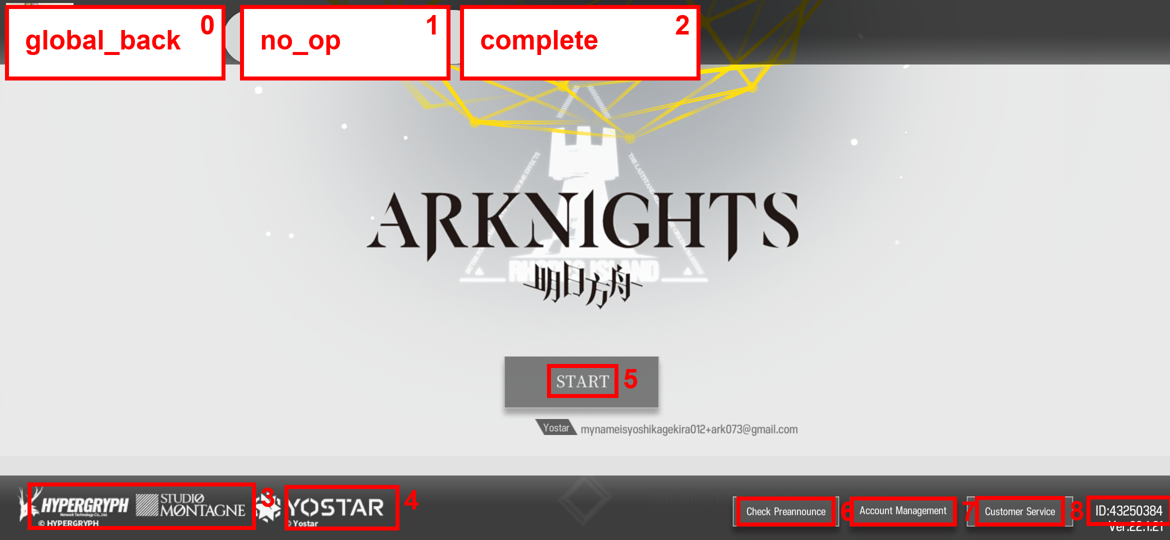 global_back 0
no_op 1
complete 2
ARKNIGHTS
RHODES ISLAND
明日方舟
START 5
Yostar mynameisyoshikagekira012+ark073@gmail.com
HYPERGRYPH STUDIO MONTAGNE 3 YOSTAR 4
© HYPERGRYPH © Yostar
Check Preannounce 6 Account Management 7 Customer Service 8 ID:43250384
Ver:22.1.21